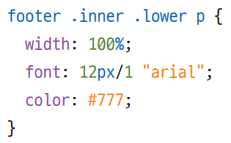 footer .inner .lower p {
  width: 100%;
  font: 12px/1 "arial";
  color: #777;
}